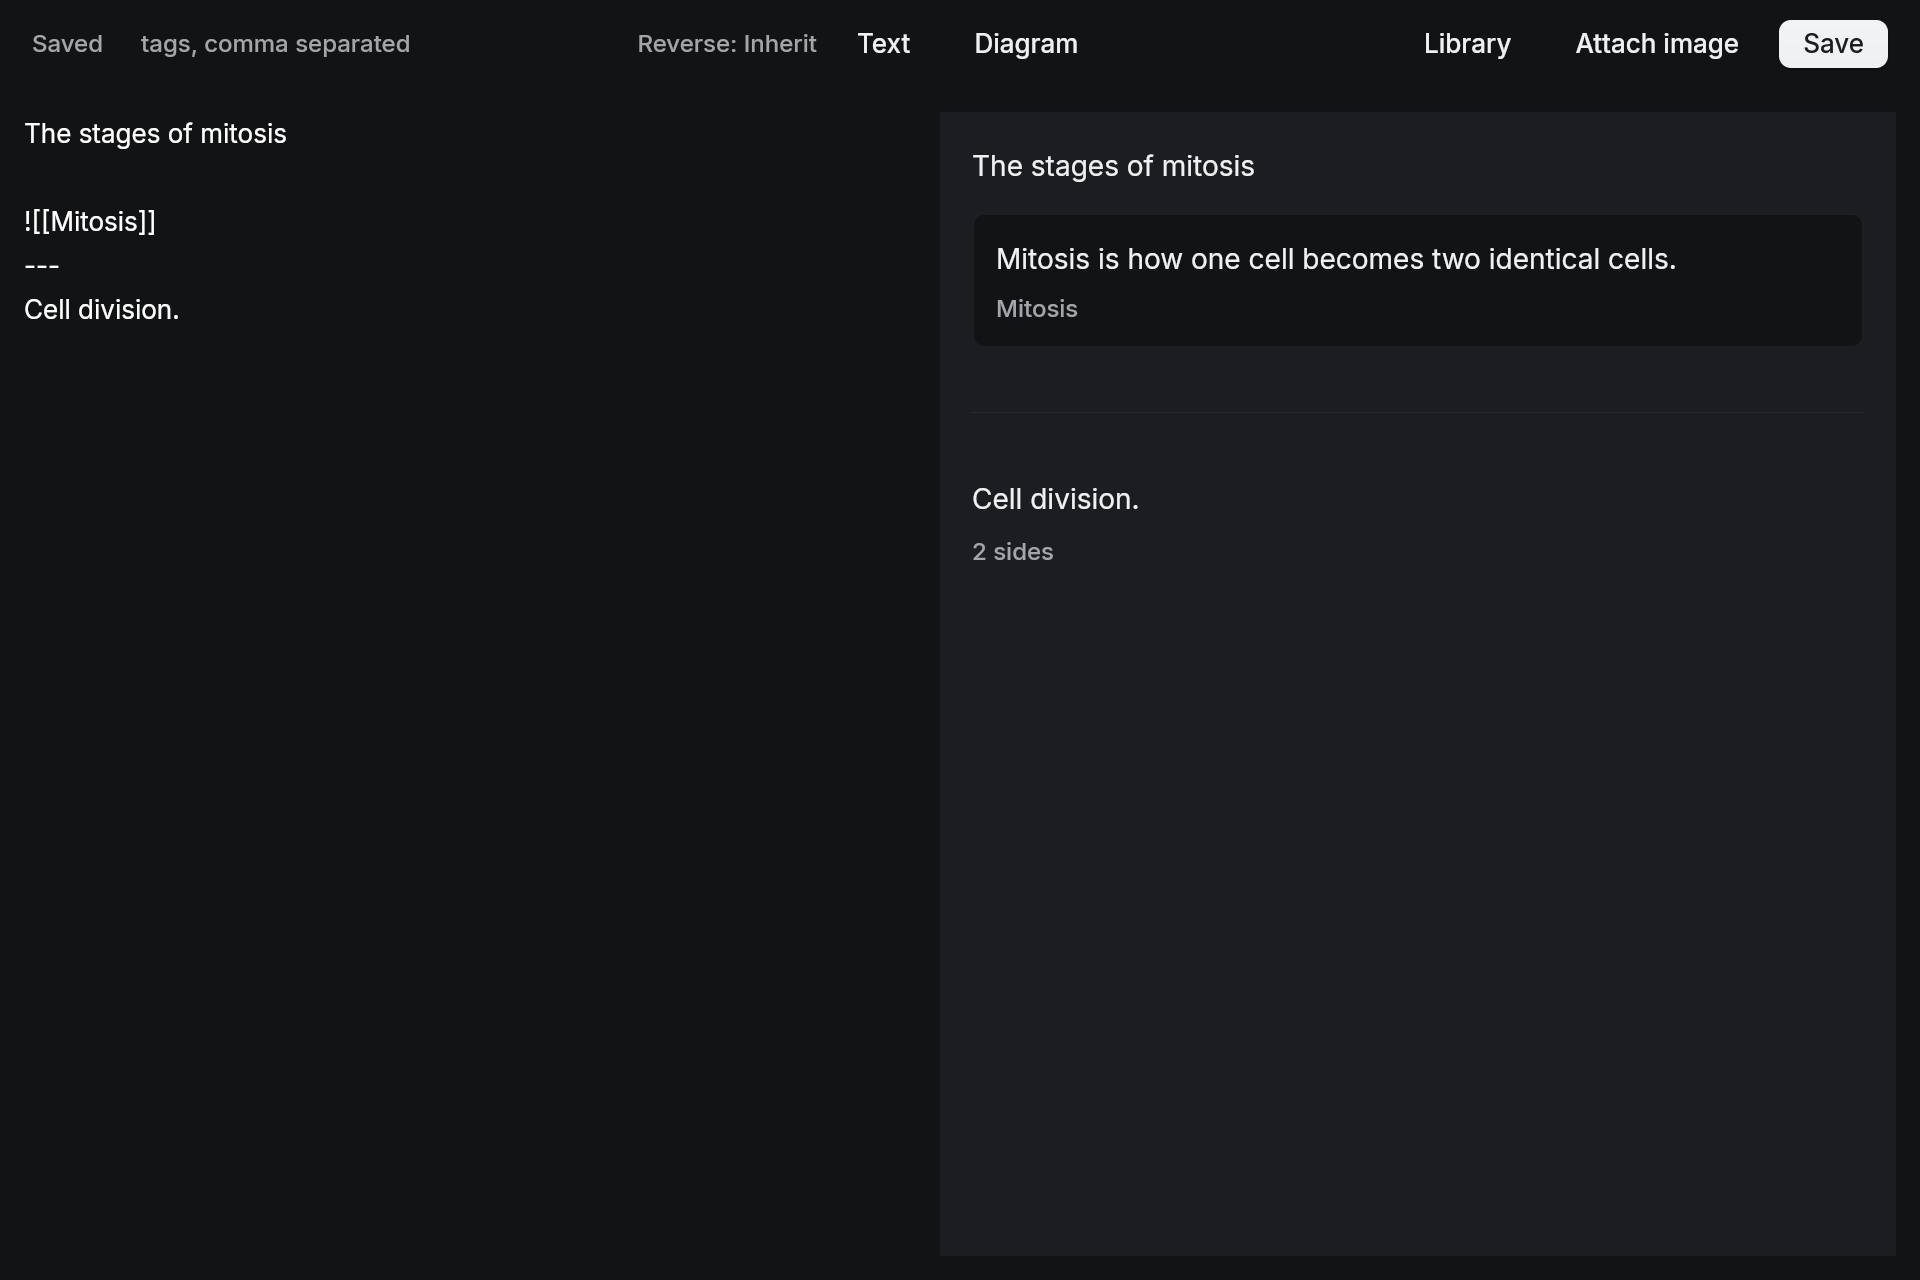 Saved tags, comma separated Reverse: Inherit Text Diagram Library Attach image Save
The stages of mitosis
![[Mitosis]]
---
Cell division.
The stages of mitosis
Mitosis is how one cell becomes two identical cells.
Mitosis
Cell division.
2 sides